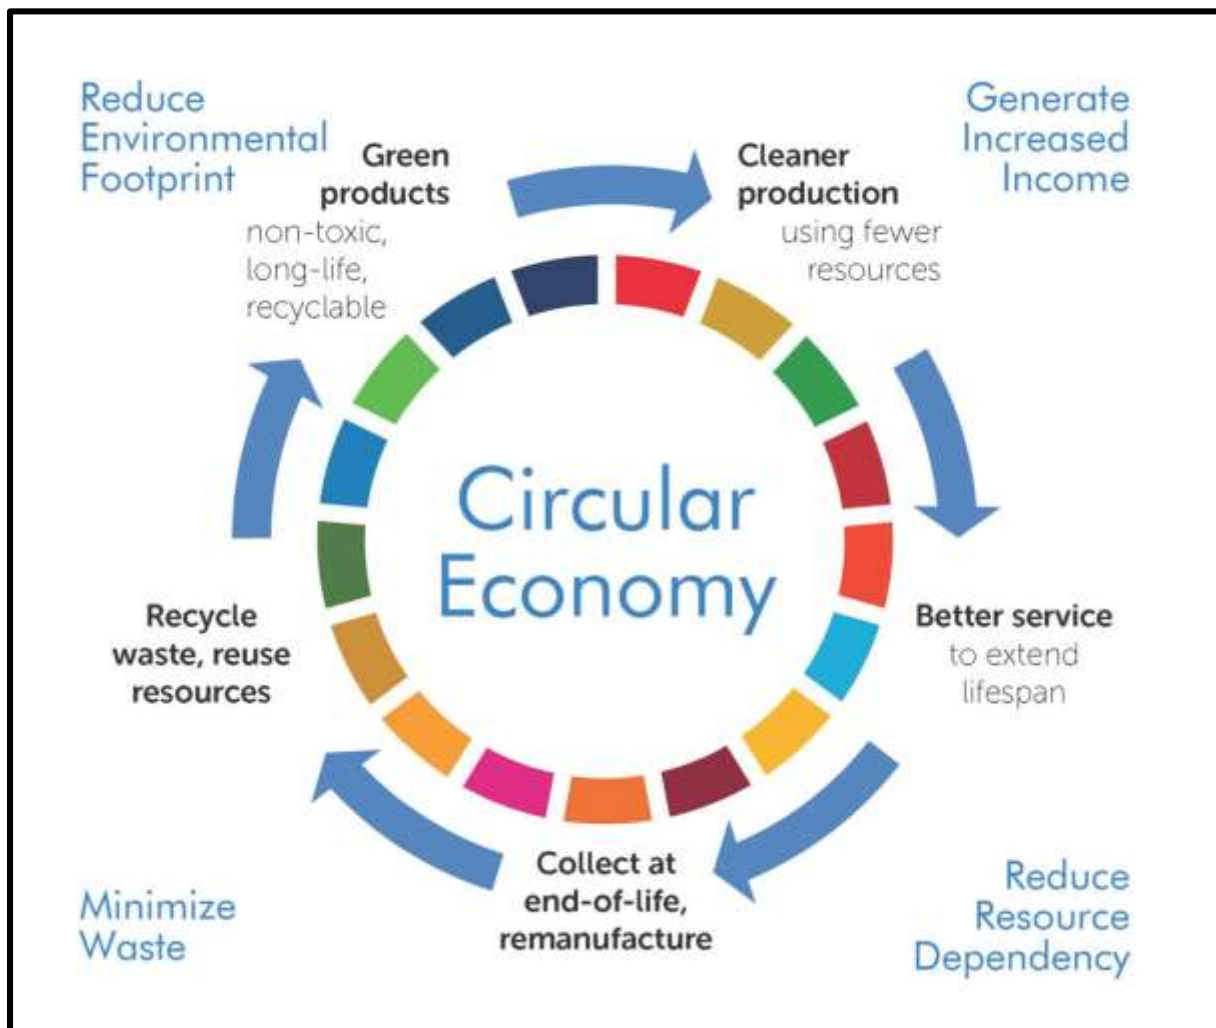 Reduce
Environmental
Footprint
Generate
Increased
Income
Green
products
non-toxic,
long-life,
recyclable
Cleaner
production
using fewer
resources
Circular
Economy
Recycle
waste, reuse
resources
Better service
to extend
lifespan
Collect at
end-of-life,
remanufacture
Minimize
Waste
Reduce
Resource
Dependency